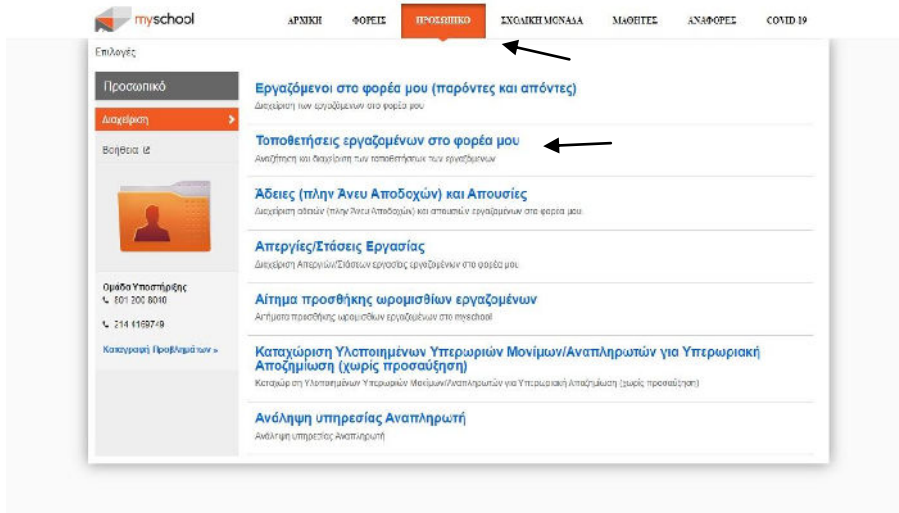 myschool
ΑΡΧΙΚΗ ΦΟΡΕΙΣ ΠΡΟΣΩΠΙΚΟ ΣΧΟΛΙΚΗ ΜΟΝΑΔΑ ΜΑΘΗΤΕΣ ΑΝΑΦΟΡΕΣ COVID 19
Επιλογές
Προσωπικό
Διαχείριση
Βοήθεια
Ομάδα Υποστήριξης
801 200 8010
214 4169749
Καταγραφή Προβλημάτων »
Εργαζόμενοι στο φορέα μου (παρόντες και απόντες)
Διαχείριση των εργαζόμενων στο φορέα μου
Τοποθετήσεις εργαζομένων στο φορέα μου
Αναζήτηση και διαχείριση των τοποθετήσεων των εργαζόμενων
Άδειες (πλην Άνευ Αποδοχών) και Απουσίες
Διαχείριση αδειών (πλην Άνευ Αποδοχών) και απουσιών εργαζομένων στο φορέα μου
Απεργίες/Στάσεις Εργασίας
Διαχείριση Απεργιών/Στάσεων εργασίας εργαζομένων στο φορέα μου
Αίτημα προσθήκης ωρομισθίων εργαζομένων
Αιτήματα προσθήκης ωρομισθίων εργαζομένων στο myschool
Καταχώριση Υλοποιημένων Υπερωριών Μονίμων/Αναπληρωτών για Υπερωριακή
Αποζημίωση (χωρίς προσαύξηση)
Καταχώριση Υλοποιημένων Υπερωριών Μονίμων/Αναπληρωτών για Υπερωριακή Αποζημίωση (χωρίς προσαύξηση)
Ανάληψη υπηρεσίας Αναπληρωτή
Ανάληψη υπηρεσίας Αναπληρωτή